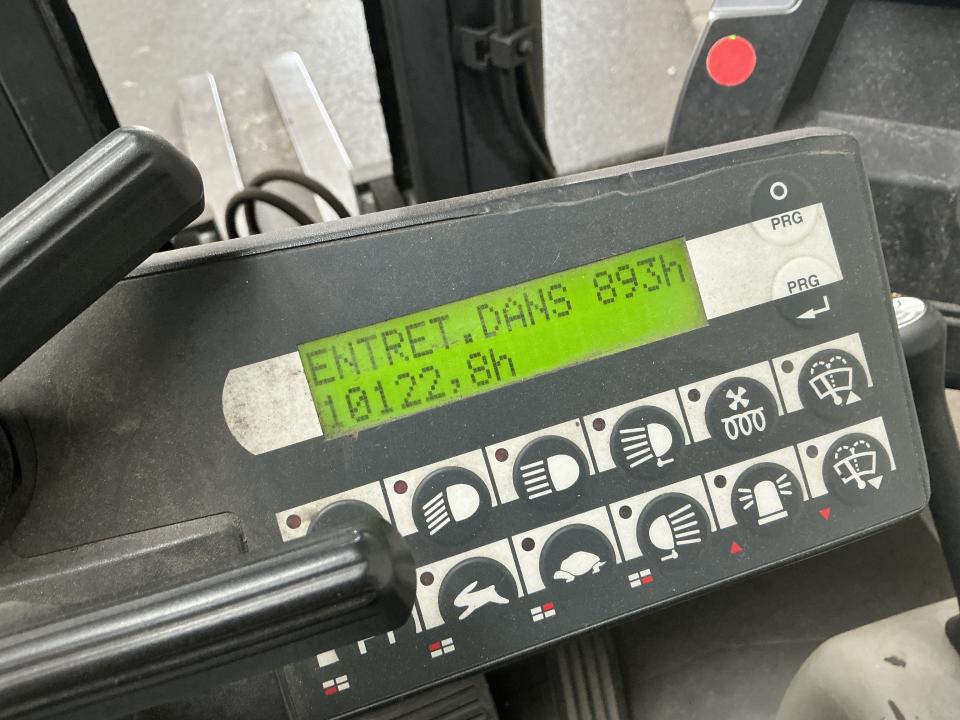 ENTRET.DANS 893h
10122,8h
PRG
PRG